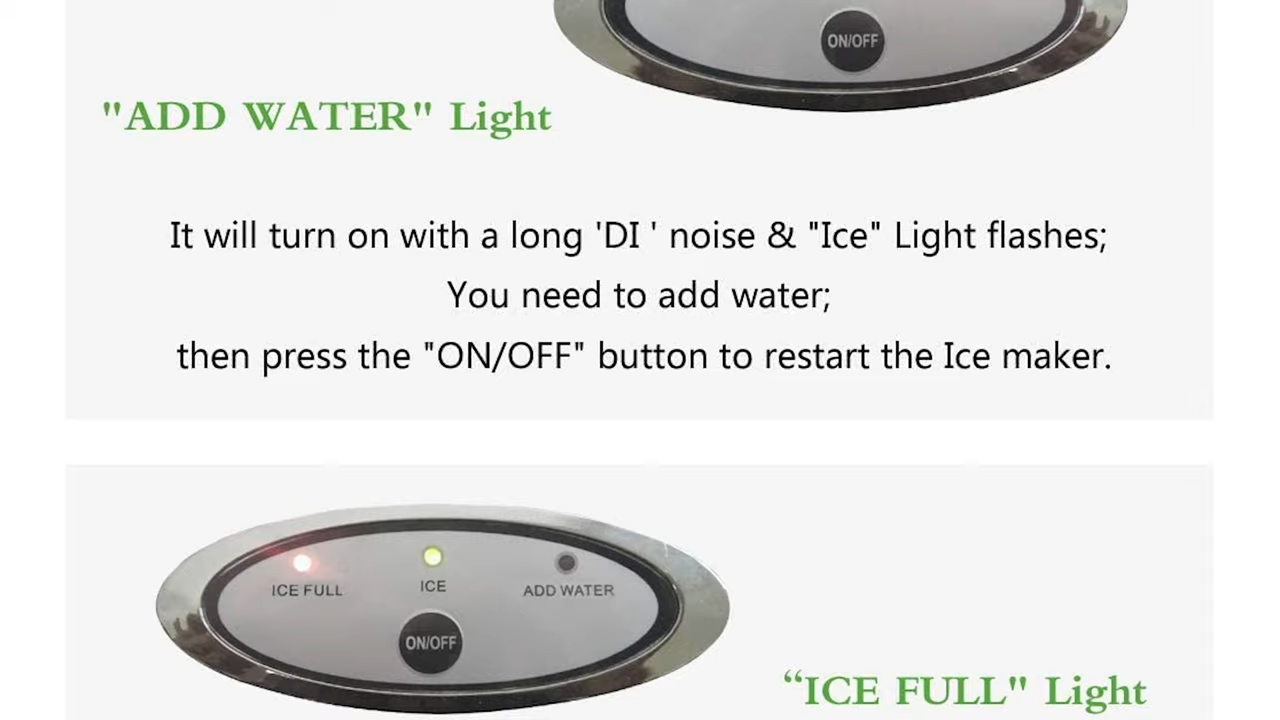 ON/OFF
"ADD WATER" Light
It will turn on with a long 'DI ' noise & "Ice" Light flashes;
You need to add water;
then press the "ON/OFF" button to restart the Ice maker.
ICE FULL
ICE
ADD WATER
ON/OFF
“ICE FULL" Light